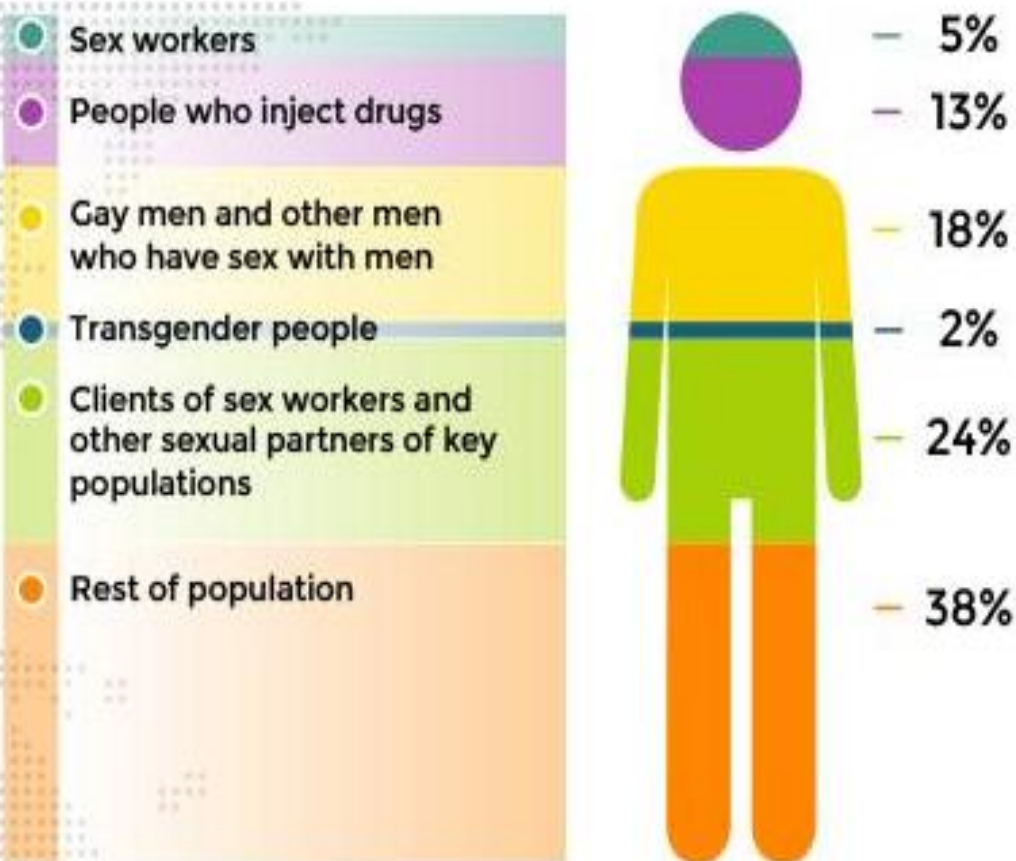 Sex workers
5%
People who inject drugs
13%
Gay men and other men
who have sex with men
18%
Transgender people
2%
Clients of sex workers and
other sexual partners of key
populations
24%
Rest of population
38%